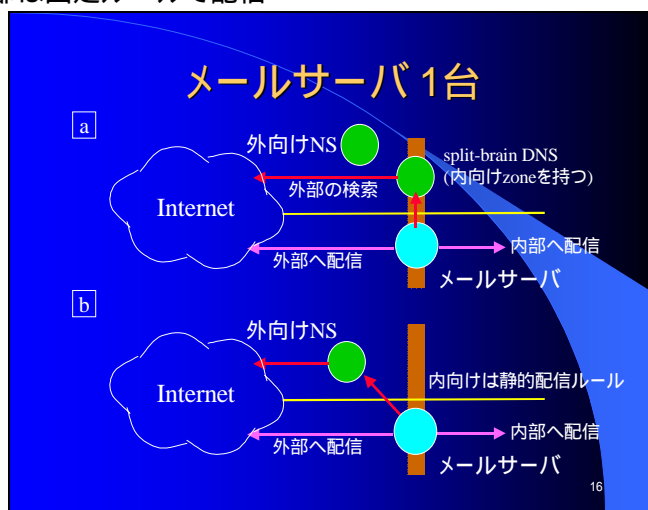 メールサーバ 1台
a
外向けNS
split-brain DNS
(内向けzoneを持つ)
外部の検索
Internet
外部へ配信
内部へ配信
メールサーバ
b
外向けNS
内向けは静的配信ルール
Internet
外部へ配信
内部へ配信
メールサーバ
16